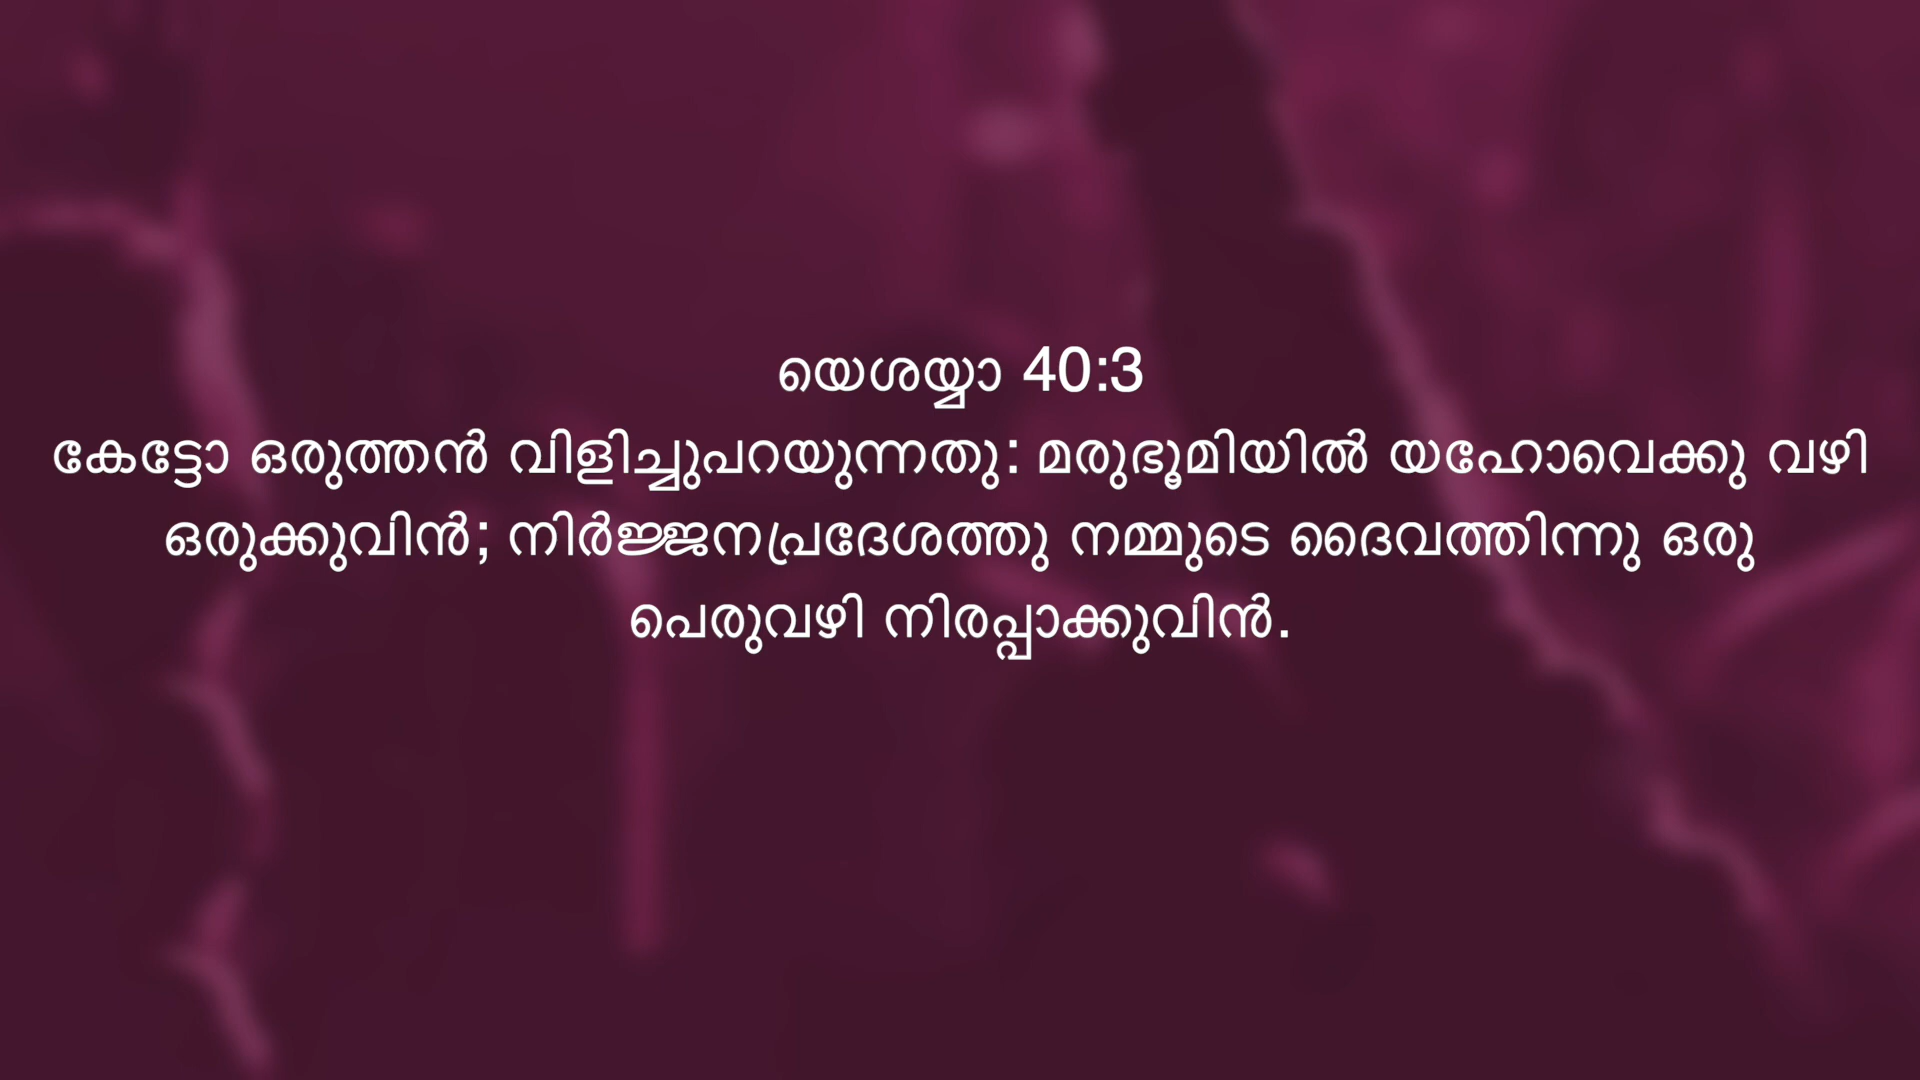 യെശയ്യാ 40:3
കേട്ടോ ഒരുത്തൻ വിളിച്ചുപറയുന്നതു: മരുഭൂമിയിൽ യഹോവെക്കു വഴി
ഒരുക്കുവിൻ; നിർജ്ജനപ്രദേശത്തു നമ്മുടെ ദൈവത്തിന്നു ഒരു
പെരുവഴി നിരപ്പാക്കുവിൻ.